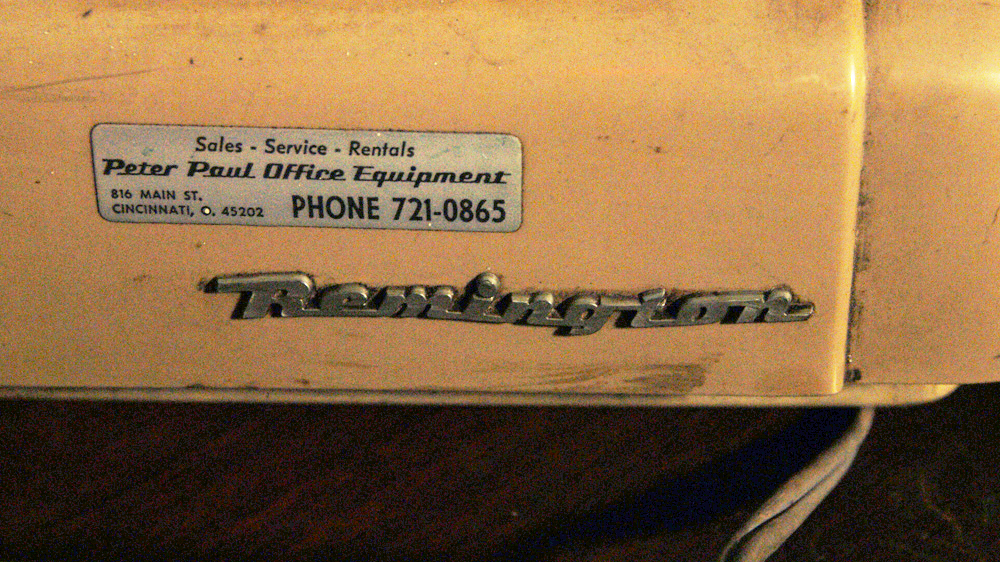 Sales - Service - Rentals
Peter Paul Office Equipment
816 MAIN ST.
CINCINNATI, O. 45202
PHONE 721-0865
Remington